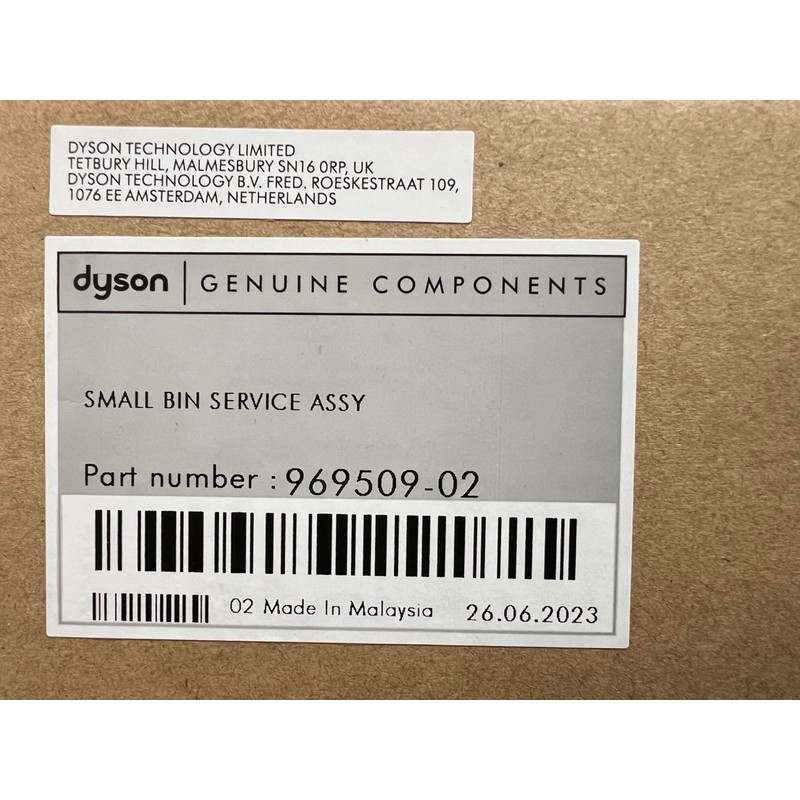 DYSON TECHNOLOGY LIMITED
TETBURY HILL, MALMESBURY SN16 0RP, UK
DYSON TECHNOLOGY B.V. FRED. ROESKESTRAAT 109,
1076 EE AMSTERDAM, NETHERLANDS
dyson | GENUINE COMPONENTS
SMALL BIN SERVICE ASSY
Part number : 969509-02
02 Made In Malaysia 26.06.2023